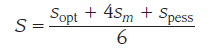 S = (s_opt + 4s_m + s_pess) / 6